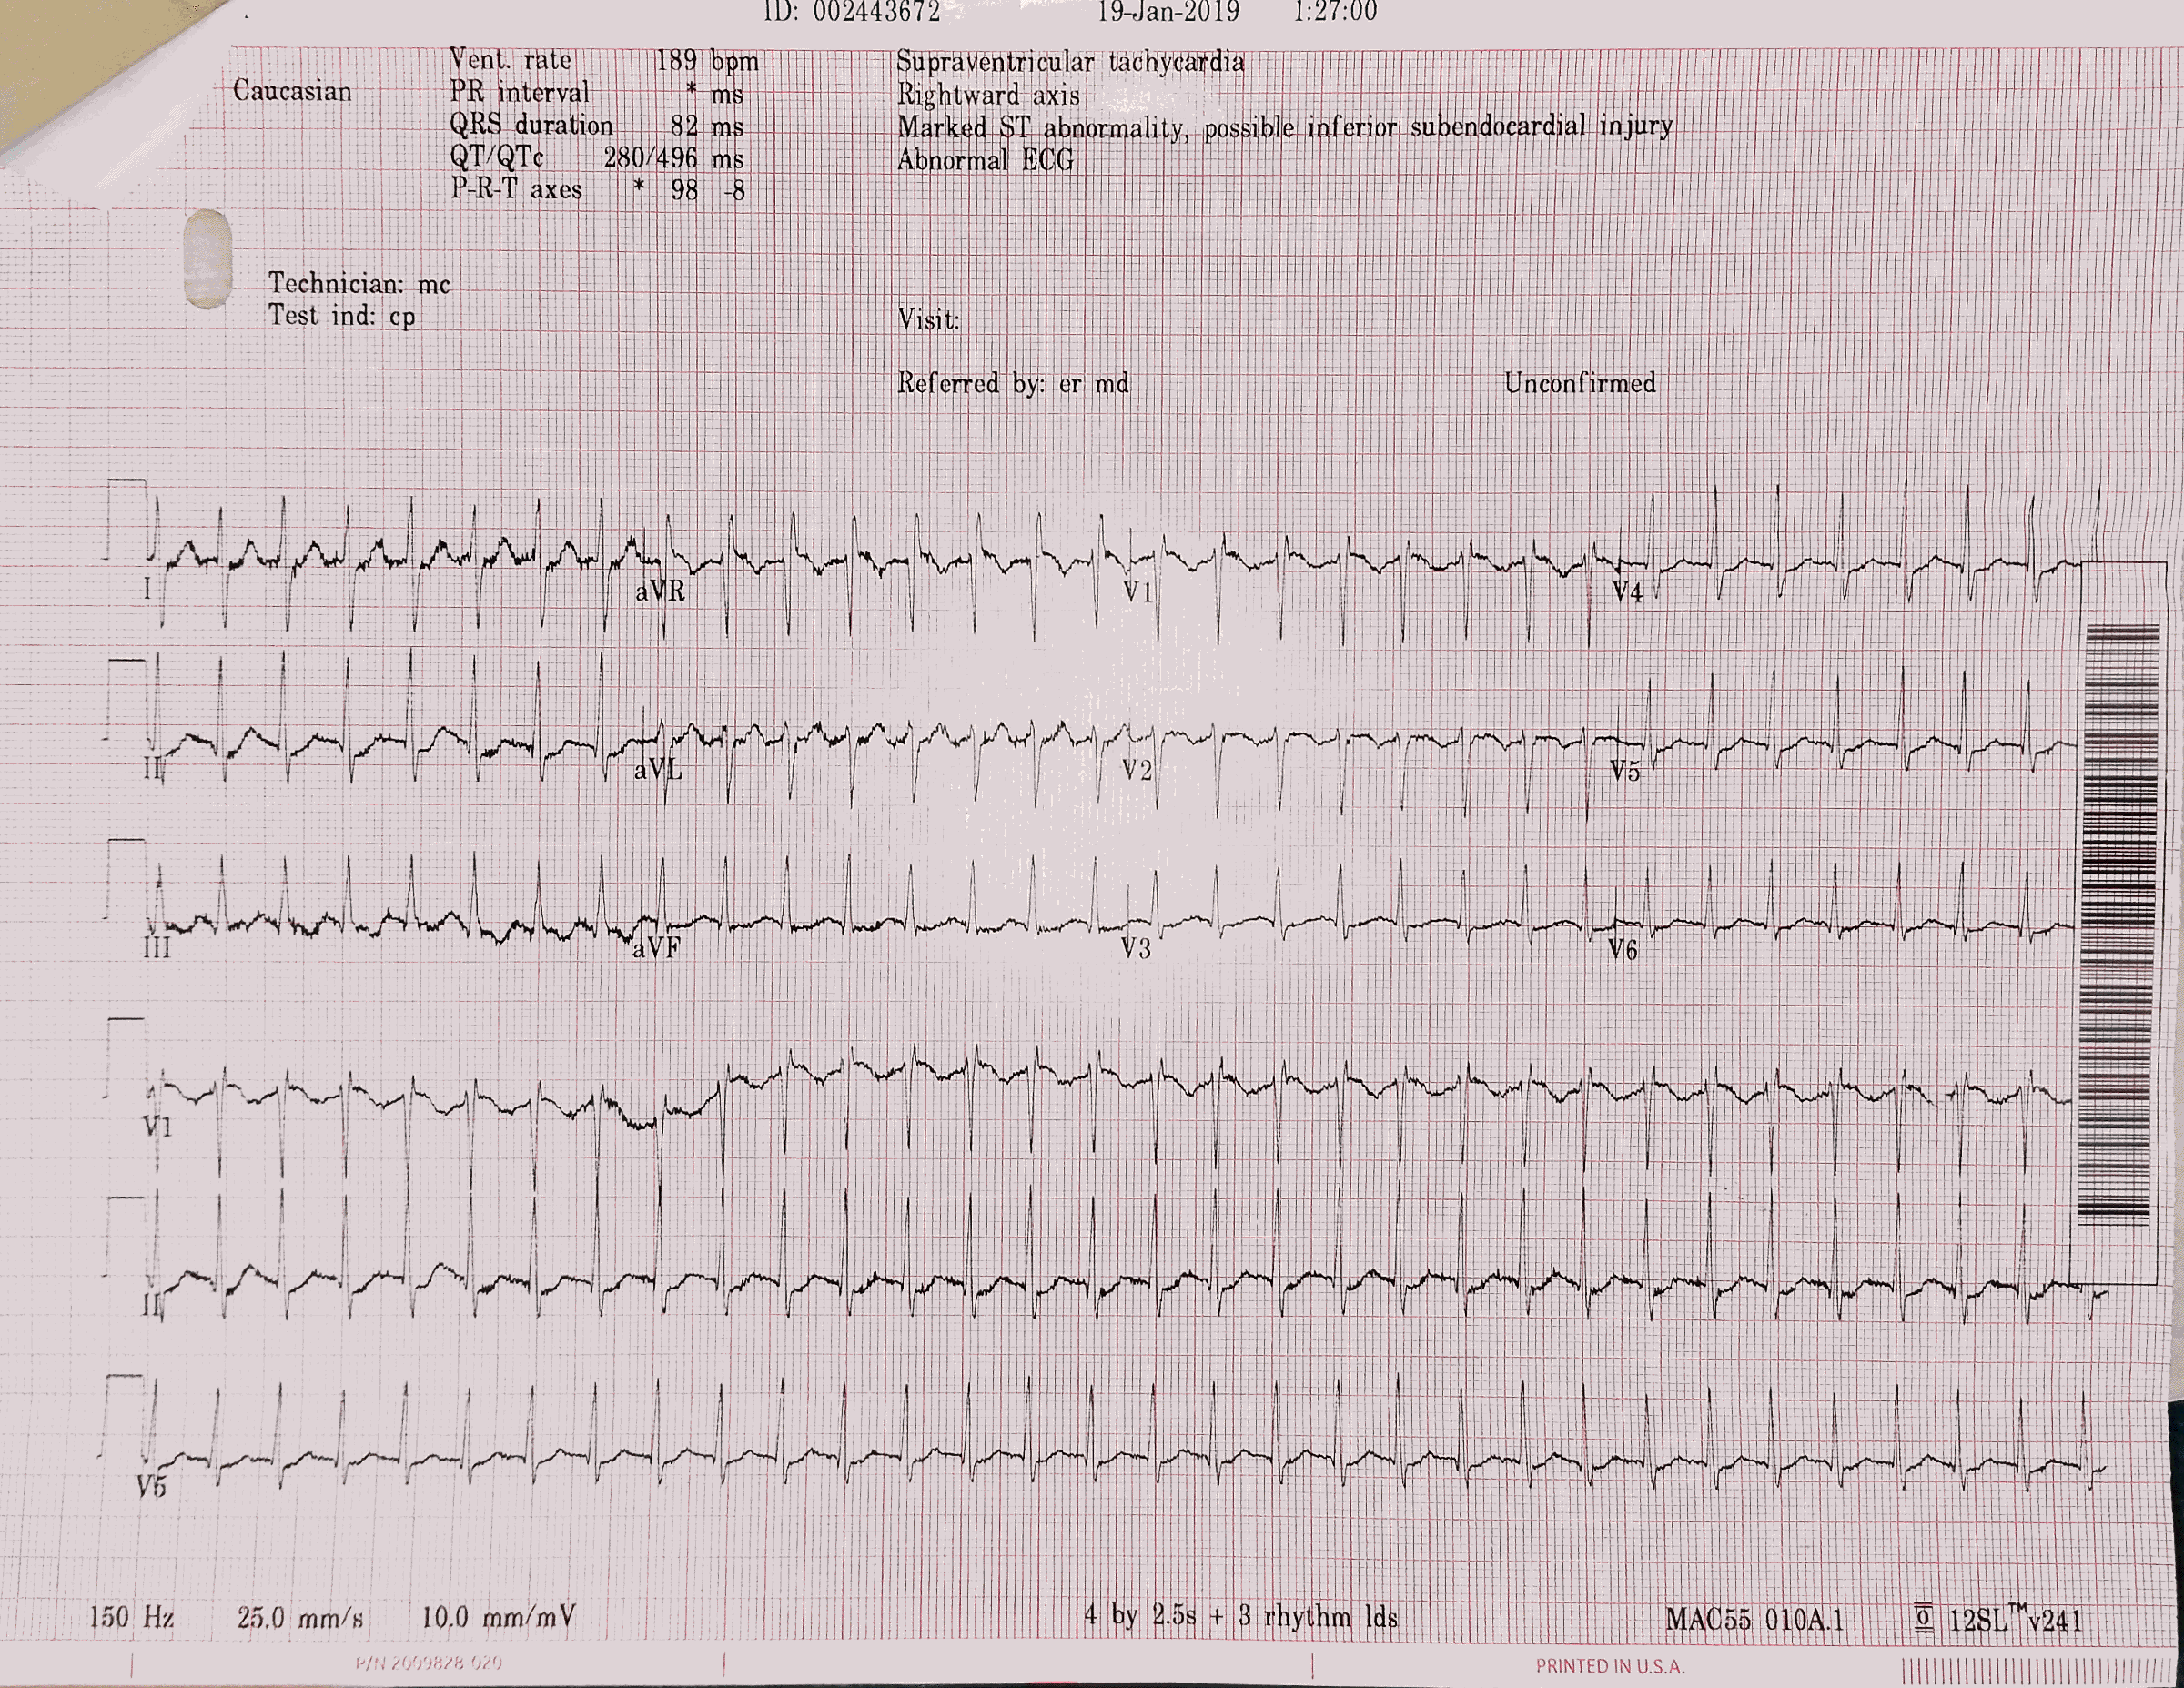 ID: 002443672 19-Jan-2019 1:27:00
Vent. rate 189 bpm Supraventricular tachycardia
Caucasian PR interval * ms Rightward axis
QRS duration 82 ms Marked ST abnormality, possible inferior subendocardial injury
QT/QTc 280/496 ms Abnormal ECG
P-R-T axes * 98 -8
Technician: mc
Test ind: cp Visit:
Referred by: er md Unconfirmed
I aVR V1 V4
II aVL V2 V5
III aVF V3 V6
V1
II
V5
150 Hz 25.0 mm/s 10.0 mm/mV 4 by 2.5s + 3 rhythm lds MAC55 010A.1 12SL™v241
P/N 2009828-020 PRINTED IN U.S.A.